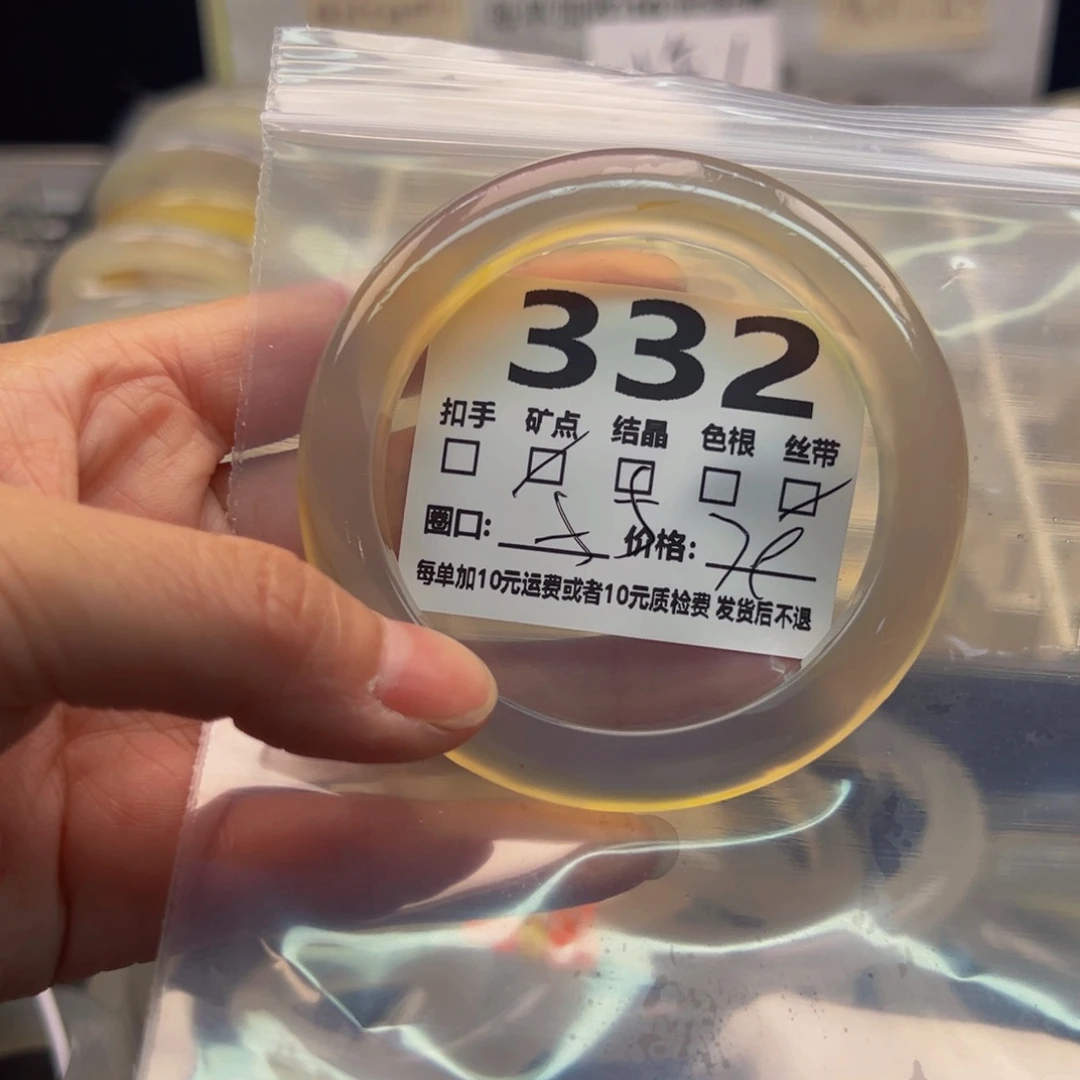 332
扣手 矿点 结晶 色根 丝带
圈口: 价格:
每单加10元运费或者10元质检费 发货后不退